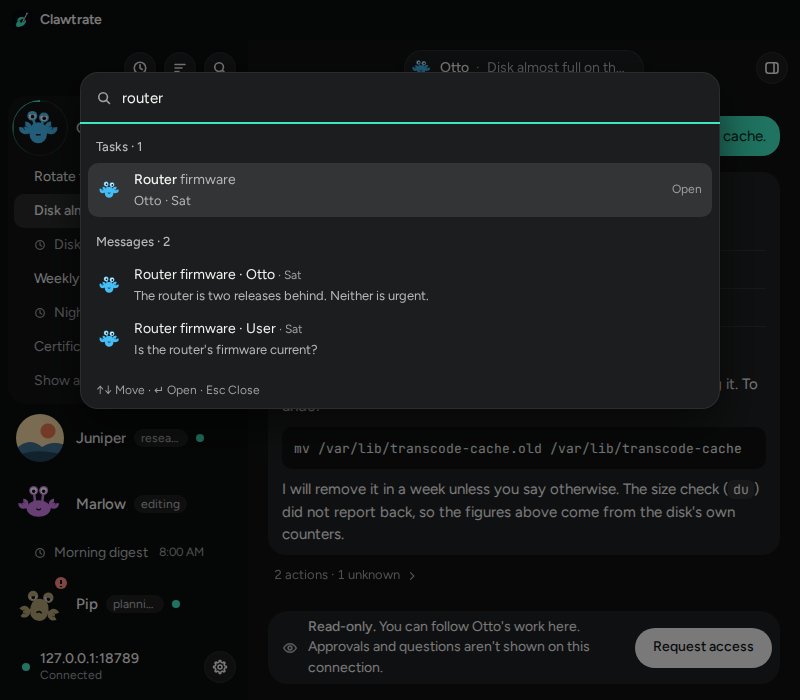 Clawtrate
Otto · Disk almost full on th…
router
cache.
Tasks · 1
Router firmware
Otto · Sat
Open
Messages · 2
Router firmware · Otto · Sat
The router is two releases behind. Neither is urgent.
Router firmware · User · Sat
Is the router's firmware current?
↑↓ Move · ↵ Open · Esc Close
Rotate
Disk
Weekly
Show
it. To
mv /var/lib/transcode-cache.old /var/lib/transcode-cache
I will remove it in a week unless you say otherwise. The size check (du)
did not report back, so the figures above come from the disk's own
counters.
2 actions · 1 unknown
Juniper resea…
Marlow editing
Morning digest 8:00 AM
Pip planni…
127.0.0.1:18789
Connected
Read-only. You can follow Otto's work here.
Approvals and questions aren't shown on this
connection.
Request access